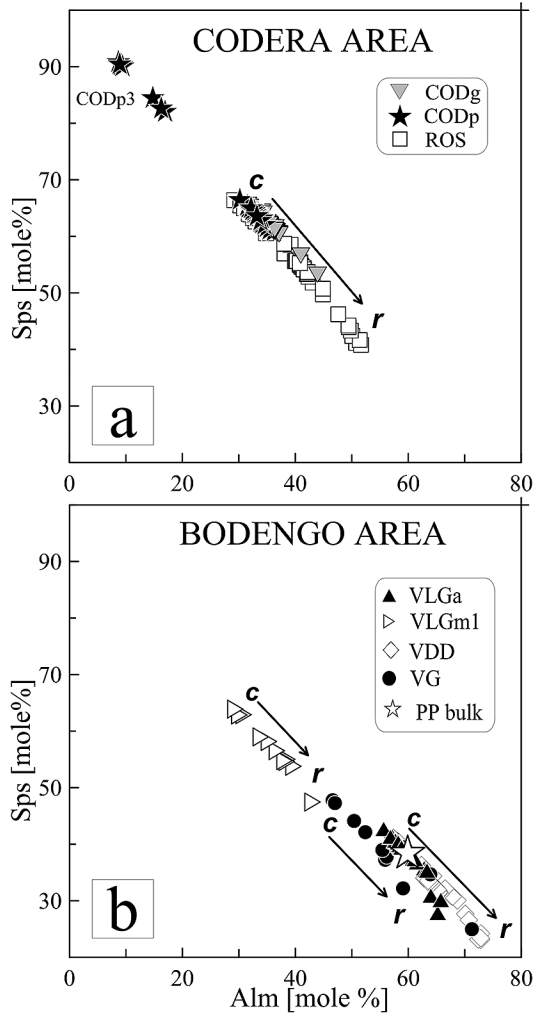 CODERA AREA
90
CODp3
CODg
CODp
ROS
70
c
Sps [mole%]
50
r
30
a
0 20 40 60 80
BODENGO AREA
90
VLGa
VLGm1
VDD
VG
PP bulk
70
c
Sps [mole%]
r
50
c
c
30
b
r
r
0 20 40 60 80
Alm [mole %]